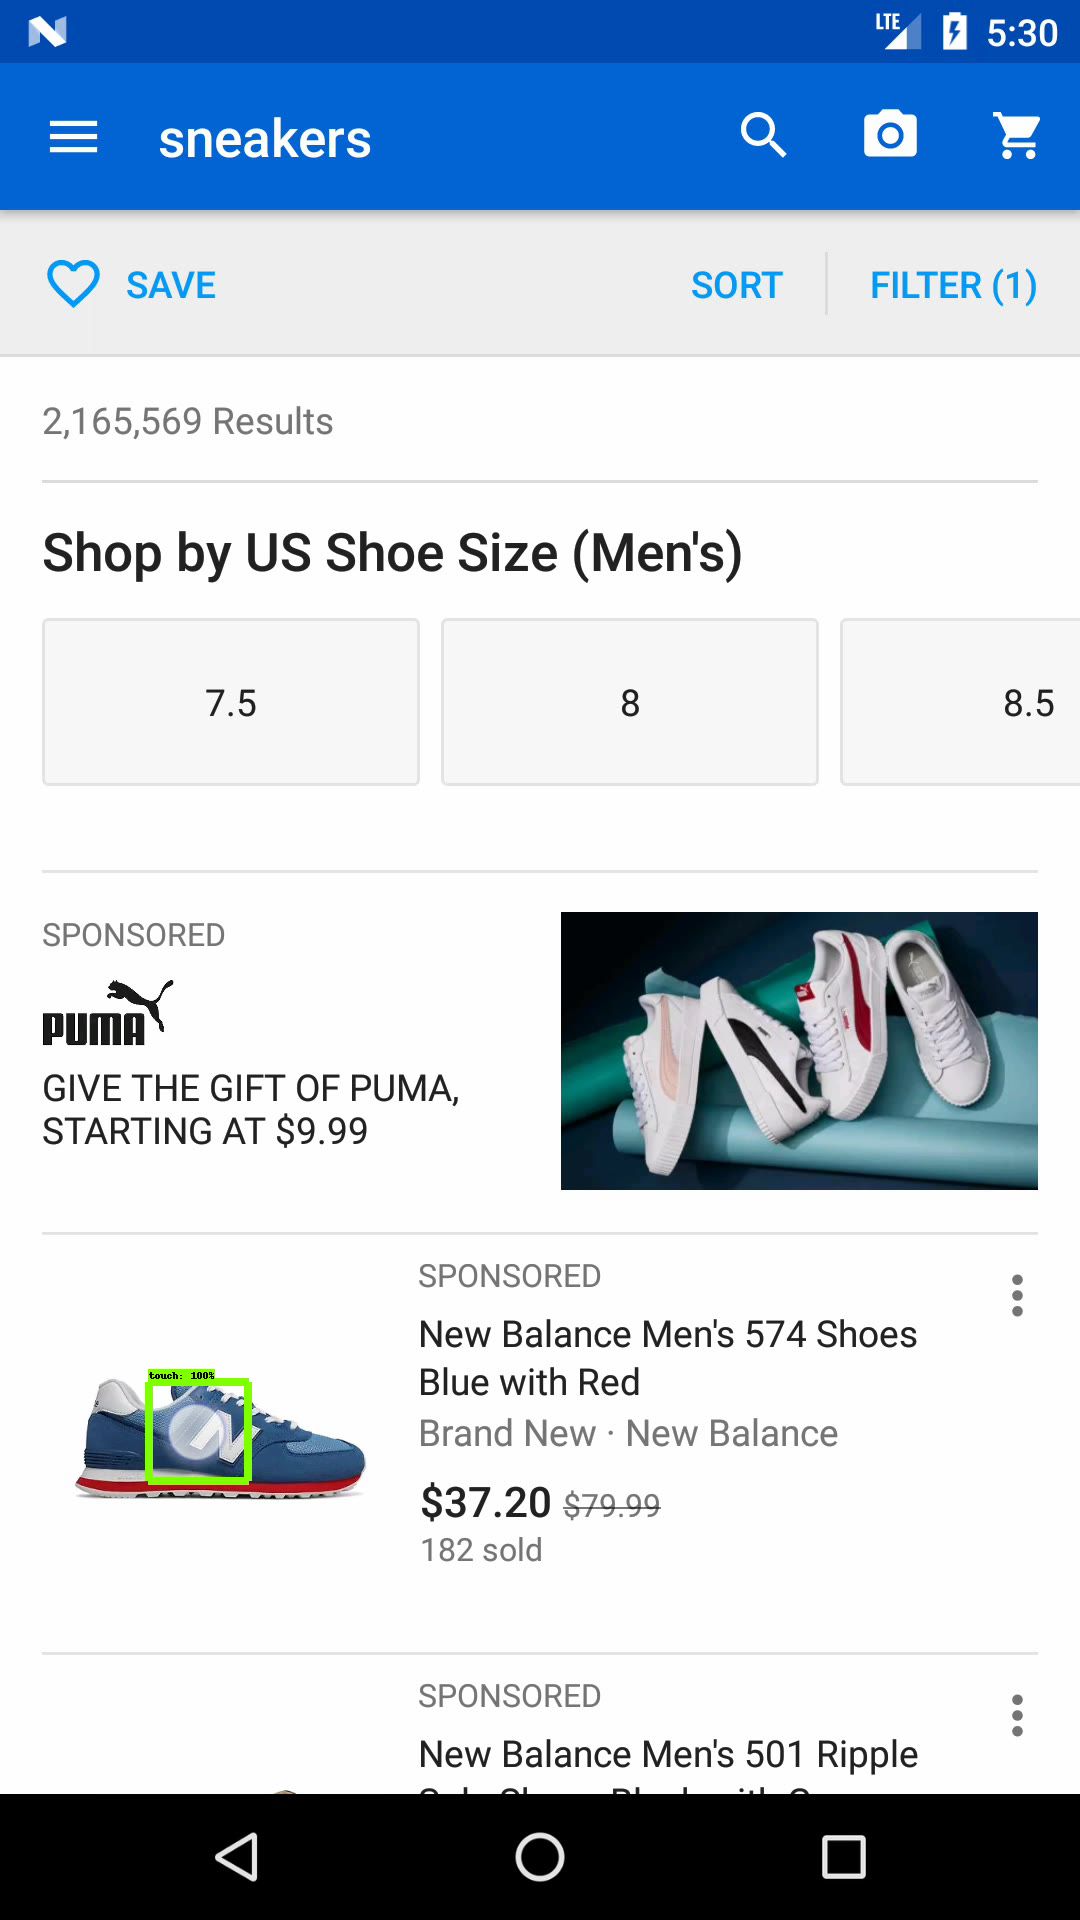 LTE 5:30
sneakers
SAVE SORT FILTER (1)
2,165,569 Results
Shop by US Shoe Size (Men's)
7.5 8 8.5
SPONSORED
PUMA
GIVE THE GIFT OF PUMA,
STARTING AT $9.99
SPONSORED
New Balance Men's 574 Shoes
Blue with Red
Brand New · New Balance
$37.20 $79.99
182 sold
touch: 100%
N
SPONSORED
New Balance Men's 501 Ripple